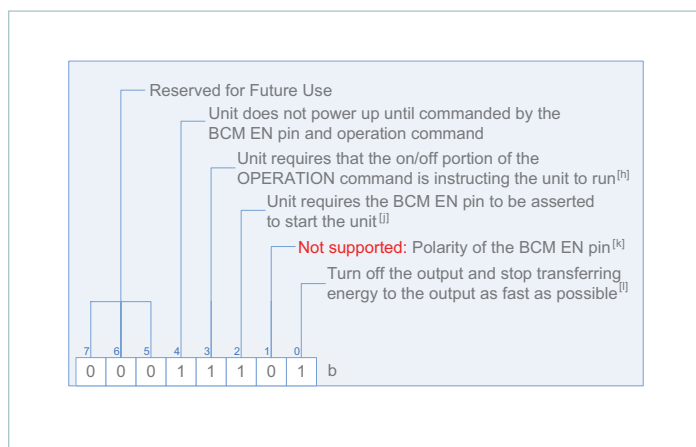 Reserved for Future Use
Unit does not power up until commanded by the
BCM EN pin and operation command
Unit requires that the on/off portion of the
OPERATION command is instructing the unit to run[h]
Unit requires the BCM EN pin to be asserted
to start the unit[j]
Not supported: Polarity of the BCM EN pin[k]
Turn off the output and stop transferring
energy to the output as fast as possible[l]
7 6 5 4 3 2 1 0
0 0 0 1 1 1 0 1 b